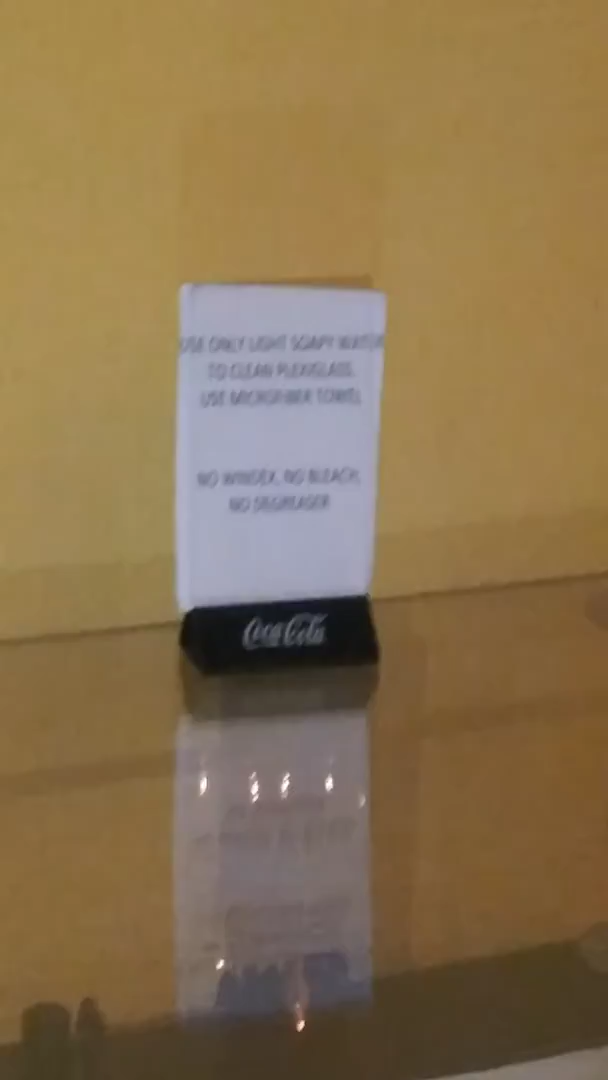 USE ONLY LIGHT SOAPY WATER
TO CLEAN PLEXIGLASS.
USE MICROFIBER TOWEL
NO WINDEX, NO BLEACH,
NO DEGREASER
Coca-Cola